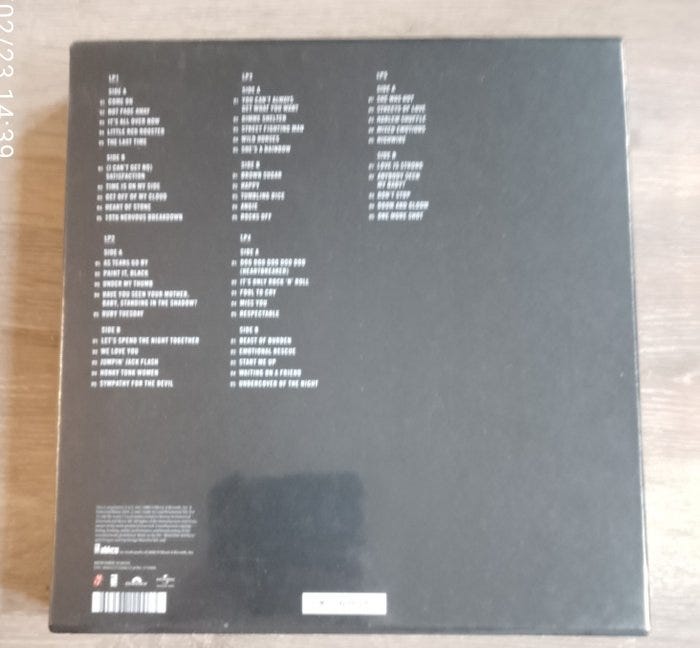 02/23 14:39
LP1
SIDE A
01 COME ON
02 NOT FADE AWAY
03 IT'S ALL OVER NOW
04 LITTLE RED ROOSTER
05 THE LAST TIME
SIDE B
01 (I CAN'T GET NO)
SATISFACTION
02 TIME IS ON MY SIDE
03 GET OFF OF MY CLOUD
04 HEART OF STONE
05 19TH NERVOUS BREAKDOWN
LP2
SIDE A
01 AS TEARS GO BY
02 PAINT IT, BLACK
03 UNDER MY THUMB
04 HAVE YOU SEEN YOUR MOTHER,
BABY, STANDING IN THE SHADOW?
05 RUBY TUESDAY
SIDE B
01 LET'S SPEND THE NIGHT TOGETHER
02 WE LOVE YOU
03 JUMPIN' JACK FLASH
04 HONKY TONK WOMEN
05 SYMPATHY FOR THE DEVIL
LP3
SIDE A
01 YOU CAN'T ALWAYS
GET WHAT YOU WANT
02 GIMME SHELTER
03 STREET FIGHTING MAN
04 WILD HORSES
05 SHE'S A RAINBOW
SIDE B
01 BROWN SUGAR
02 HAPPY
03 TUMBLING DICE
04 ANGIE
05 ROCKS OFF
LP4
SIDE A
01 DOO DOO DOO DOO DOO
(HEARTBREAKER)
02 IT'S ONLY ROCK 'N' ROLL
03 FOOL TO CRY
04 MISS YOU
05 RESPECTABLE
SIDE B
01 BEAST OF BURDEN
02 EMOTIONAL RESCUE
03 START ME UP
04 WAITING ON A FRIEND
05 UNDERCOVER OF THE NIGHT
LP5
SIDE A
01 SHE WAS HOT
02 STREETS OF LOVE
03 HARLEM SHUFFLE
04 MIXED EMOTIONS
05 HIGHWIRE
SIDE B
01 LOVE IS STRONG
02 ANYBODY SEEN
MY BABY?
03 DON'T STOP
04 DOOM AND GLOOM
05 ONE MORE SHOT
abkco